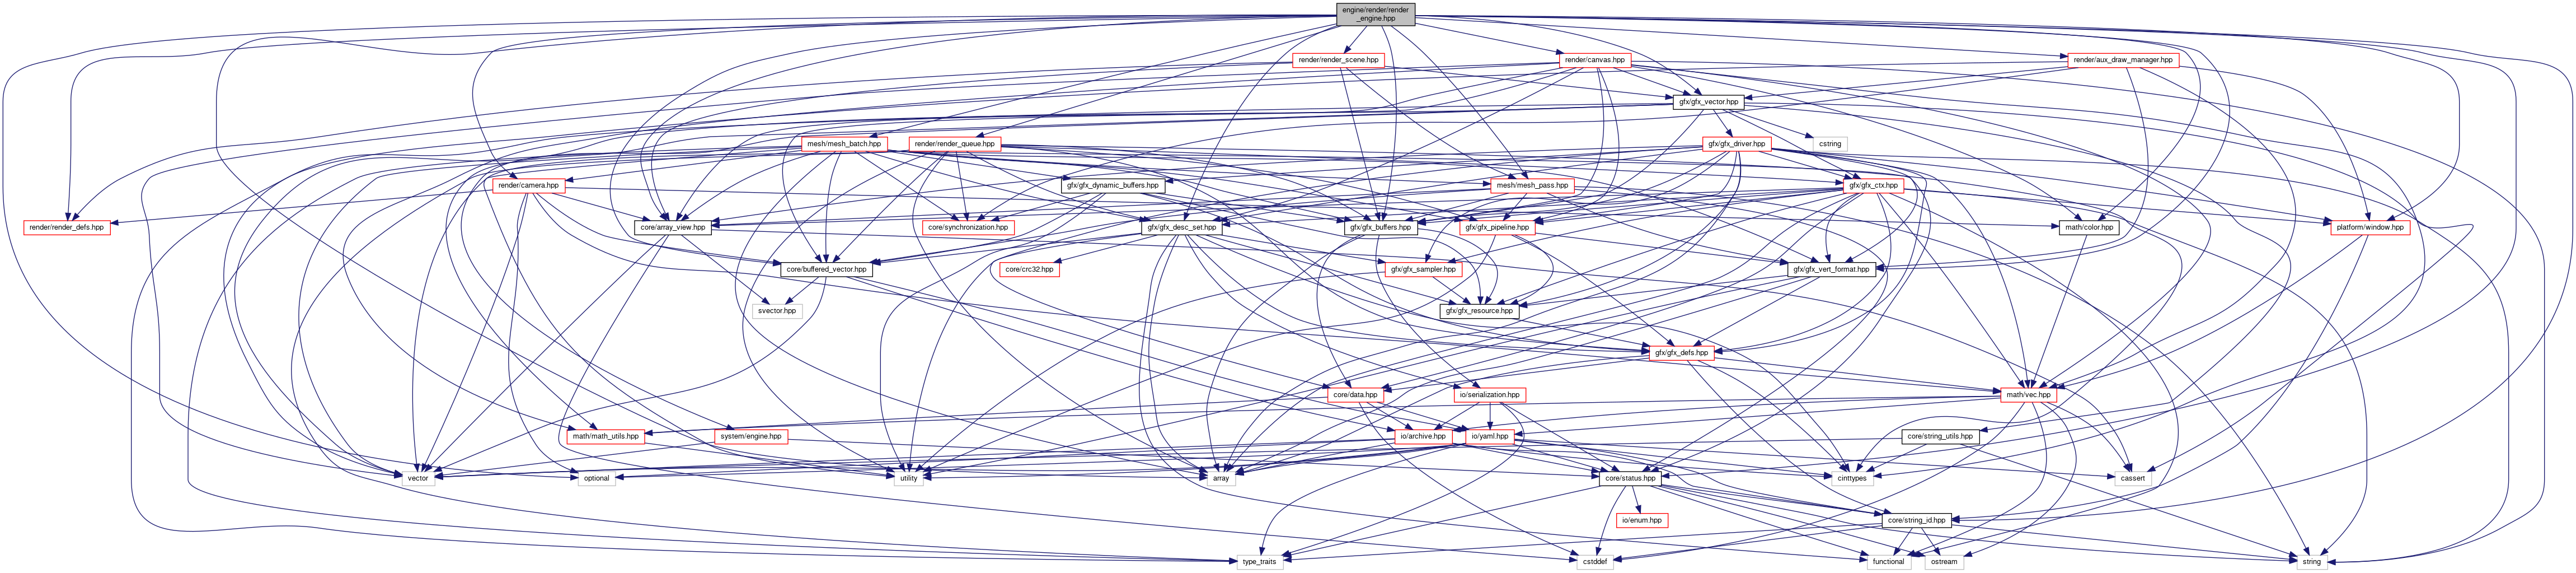 engine/render/render
_engine.hpp
render/render_scene.hpp
render/canvas.hpp
render/aux_draw_manager.hpp
gfx/gfx_vector.hpp
mesh/mesh_batch.hpp
render/render_queue.hpp
gfx/gfx_driver.hpp
cstring
render/camera.hpp
gfx/gfx_dynamic_buffers.hpp
mesh/mesh_pass.hpp
gfx/gfx_ctx.hpp
render/render_defs.hpp
core/array_view.hpp
core/synchronization.hpp
gfx/gfx_desc_set.hpp
gfx/gfx_buffers.hpp
gfx/gfx_pipeline.hpp
math/color.hpp
platform/window.hpp
core/buffered_vector.hpp
core/crc32.hpp
gfx/gfx_sampler.hpp
gfx/gfx_vert_format.hpp
svector.hpp
gfx/gfx_resource.hpp
gfx/gfx_defs.hpp
core/data.hpp
io/serialization.hpp
math/vec.hpp
math/math_utils.hpp
system/engine.hpp
io/archive.hpp
io/yaml.hpp
core/string_utils.hpp
vector
optional
utility
array
core/status.hpp
cinttypes
cassert
io/enum.hpp
core/string_id.hpp
type_traits
cstddef
functional
ostream
string